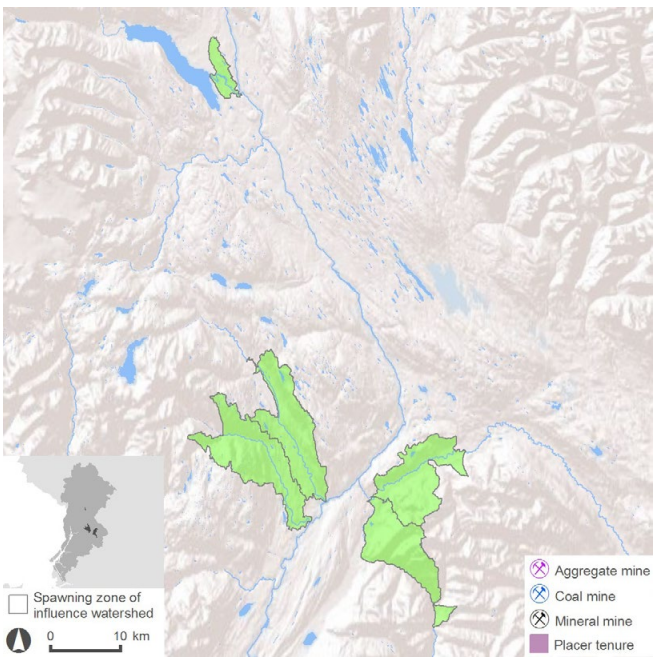 Spawning zone of
influence watershed
0 10 km
Aggregate mine
Coal mine
Mineral mine
Placer tenure